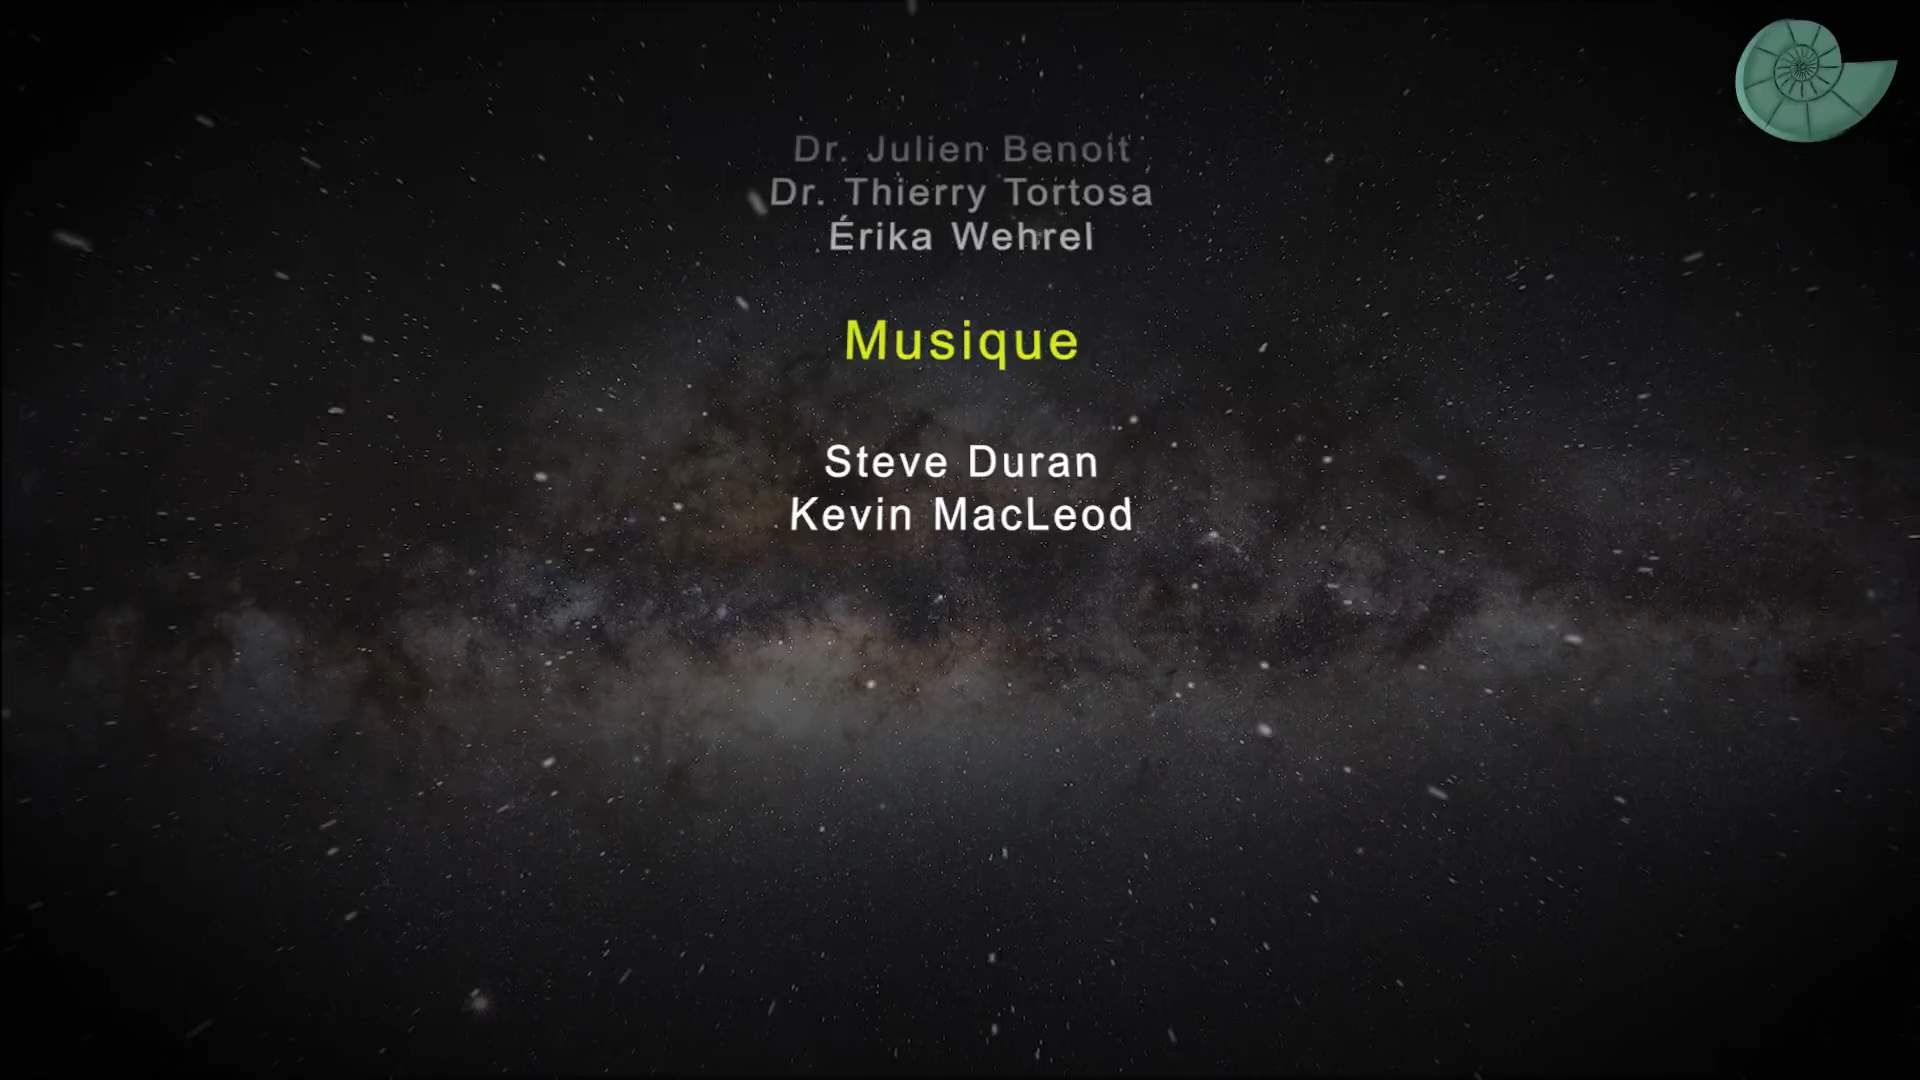 Dr. Julien Benoit
Dr. Thierry Tortosa
Érika Wehrel
Musique
Steve Duran
Kevin MacLeod